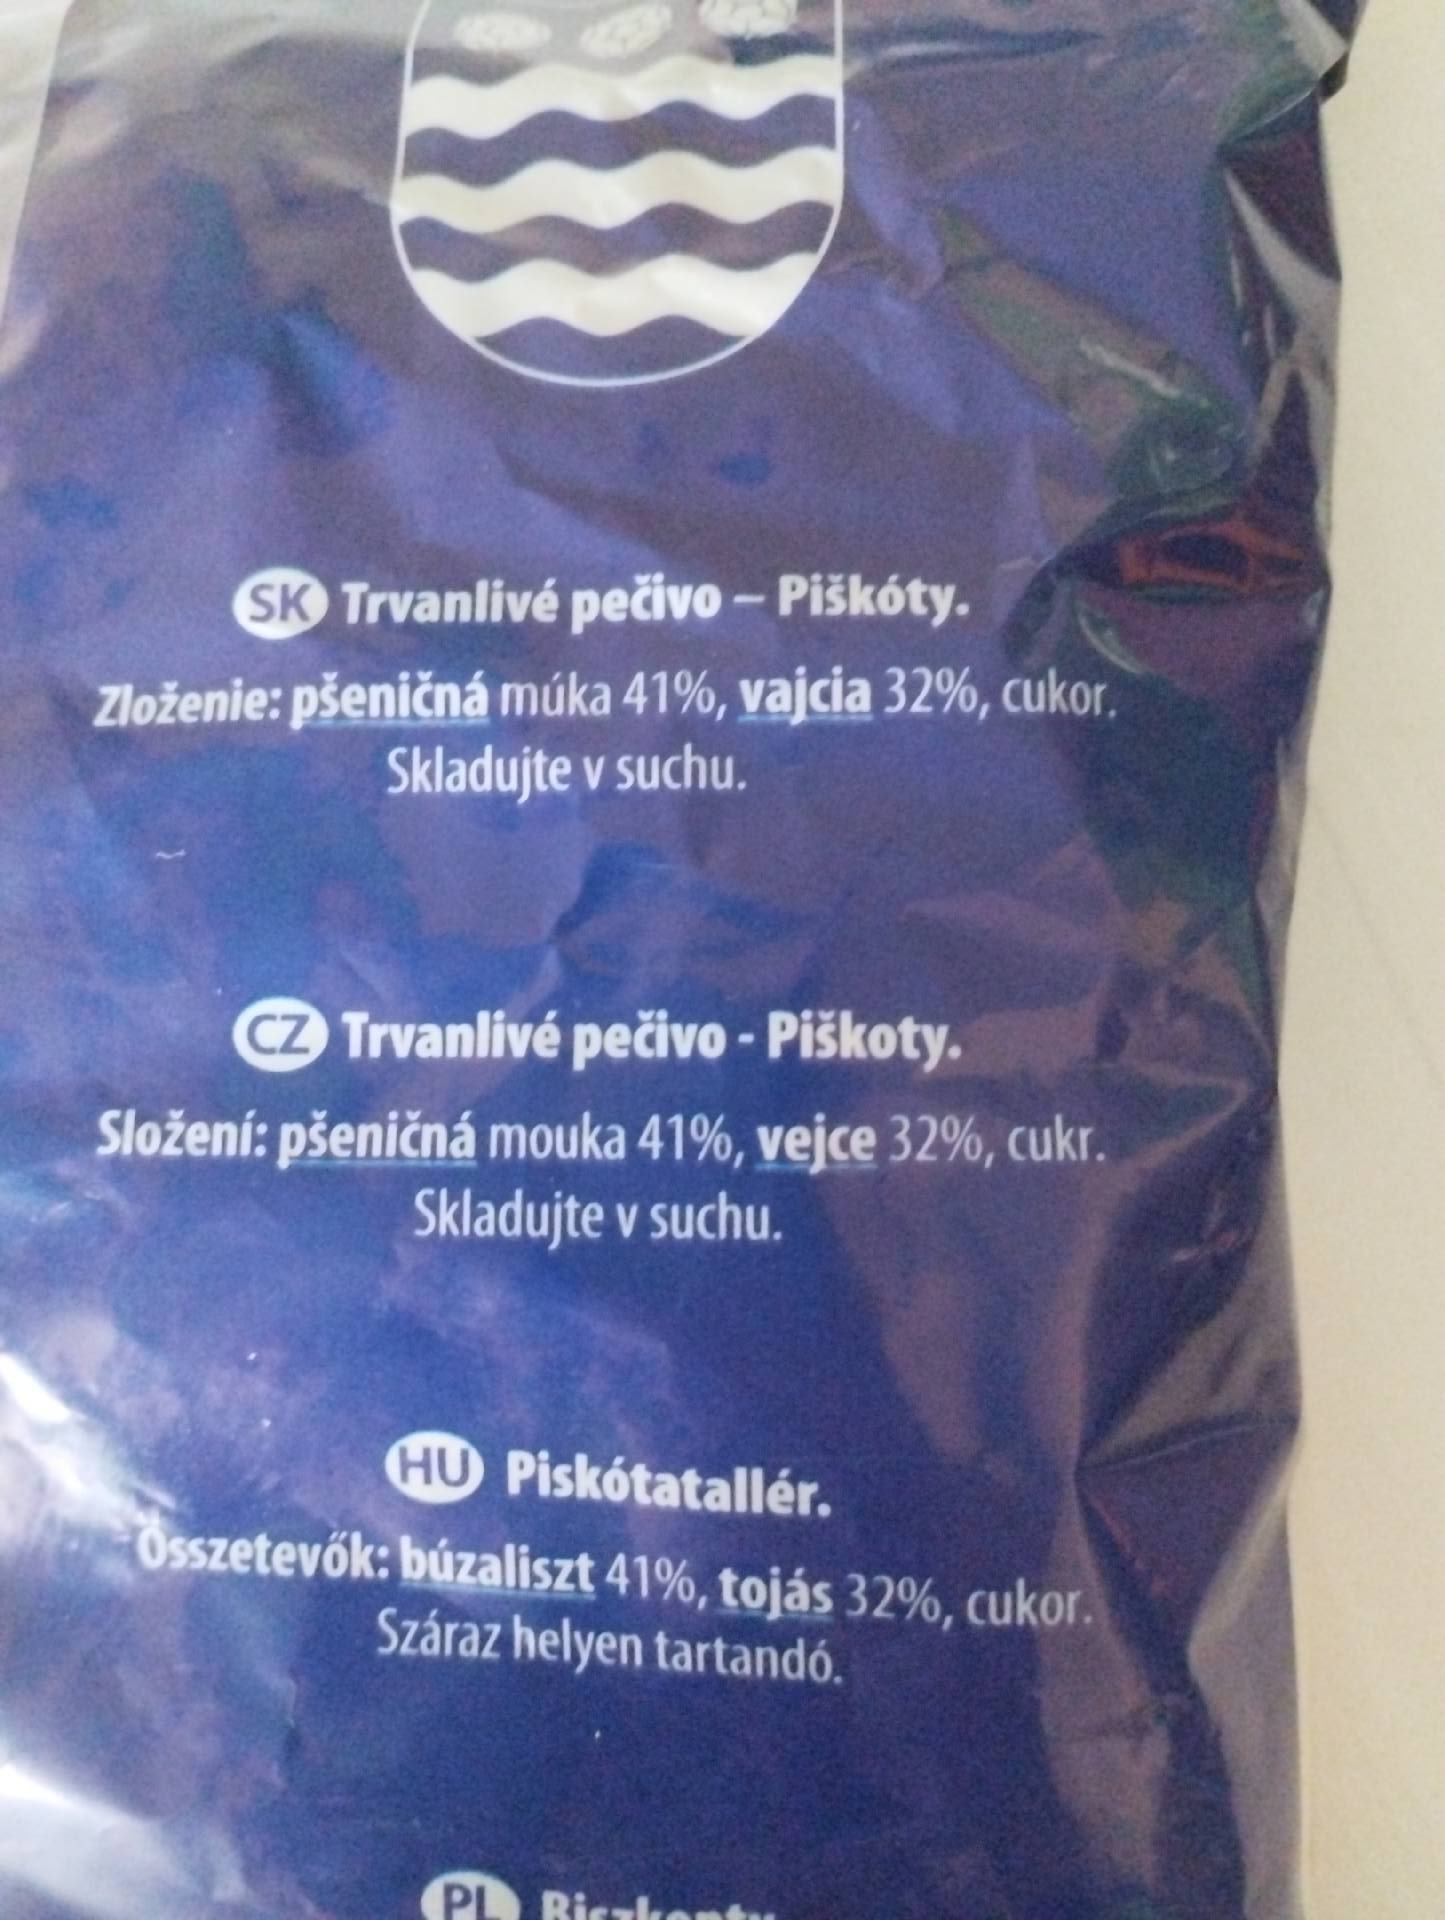 SK Trvanlivé pečivo – Piškóty.
Zloženie: pšeničná múka 41%, vajcia 32%, cukor.
Skladujte v suchu.
CZ Trvanlivé pečivo - Piškoty.
Složení: pšeničná mouka 41%, vejce 32%, cukr.
Skladujte v suchu.
HU Piskótatallér.
Összetevők: búzaliszt 41%, tojás 32%, cukor.
Száraz helyen tartandó.
PL Biszkopty